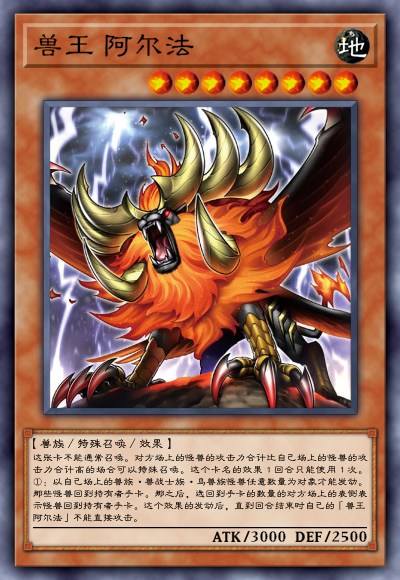 兽王 阿尔法
地
【兽族／特殊召唤／效果】
这张卡不能通常召唤。对方场上的怪兽的攻击力合计比自己场上的怪兽的攻
击力合计高的场合可以特殊召唤。这个卡名的效果1回合只能使用1次。
①：以自己场上的兽族·兽战士族·鸟兽族怪兽任意数量为对象才能发动。
那些怪兽回到持有者手卡。那之后，选回到手卡的数量的对方场上的表侧表
示怪兽回到持有者手卡。这个效果的发动后，直到回合结束时自己的「兽王
阿尔法」不能直接攻击。
ATK/3000 DEF/2500